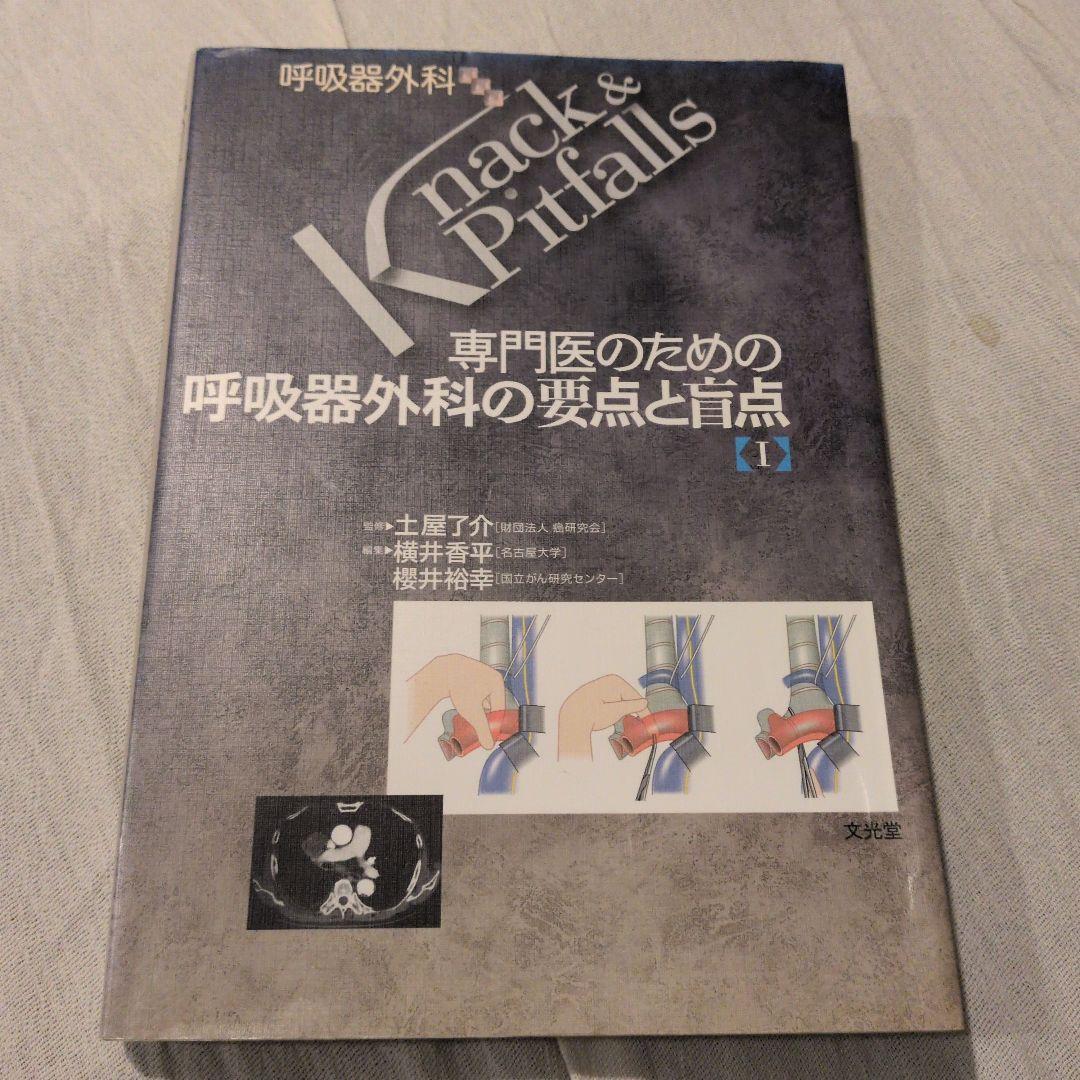 呼吸器外科
Knack &
Pitfalls
専門医のための
呼吸器外科の要点と盲点
【I】
監修▶土屋了介[財団法人 癌研究会]
編集▶横井香平[名古屋大学]
櫻井裕幸[国立がん研究センター]
文光堂